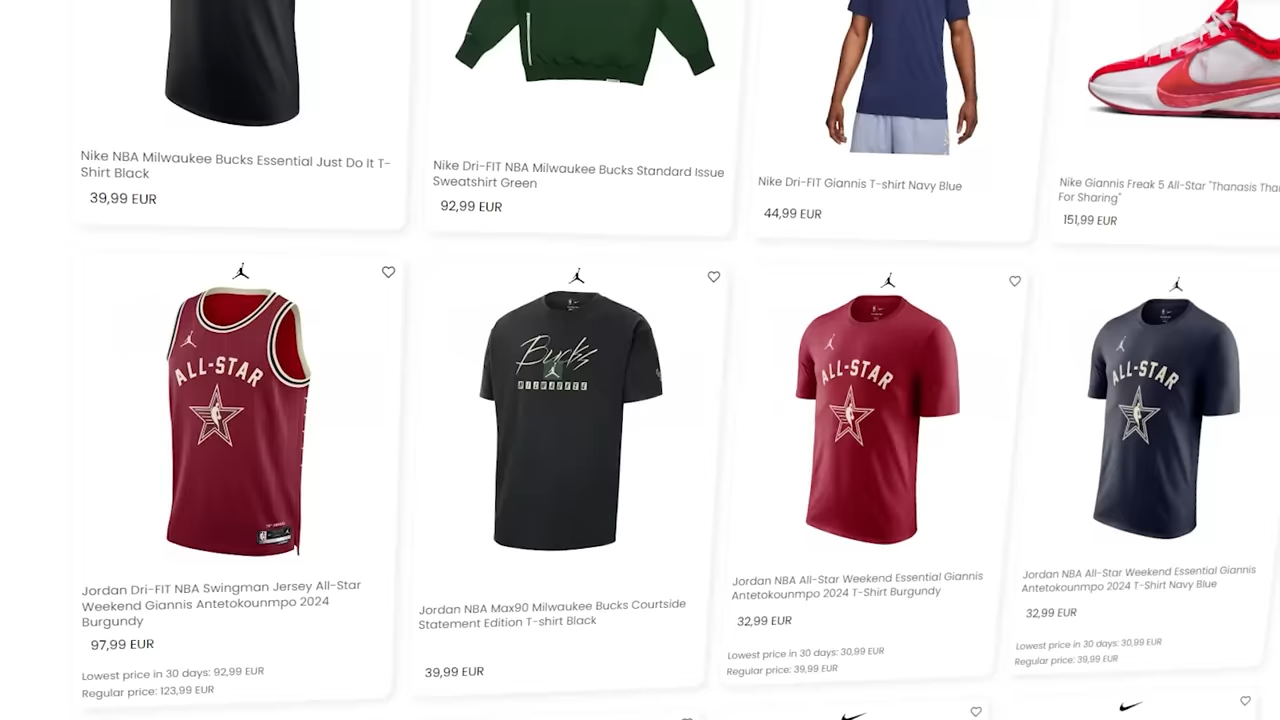 Nike NBA Milwaukee Bucks Essential Just Do It T-
Shirt Black
39,99 EUR
Nike Dri-FIT NBA Milwaukee Bucks Standard Issue
Sweatshirt Green
92,99 EUR
Nike Dri-FIT Giannis T-shirt Navy Blue
44,99 EUR
Nike Giannis Freak 5 All-Star "Thanasis
For Sharing"
151,99 EUR
ALL-STAR
Jordan Dri-FIT NBA Swingman Jersey All-Star
Weekend Giannis Antetokounmpo 2024
Burgundy
97,99 EUR
Lowest price in 30 days: 92,99 EUR
Regular price: 123,99 EUR
Bucks
MILWAUKEE
Jordan NBA Max90 Milwaukee Bucks Courtside
Statement Edition T-shirt Black
39,99 EUR
ALL-STAR
Jordan NBA All-Star Weekend Essential Giannis
Antetokounmpo 2024 T-Shirt Burgundy
32,99 EUR
Lowest price in 30 days: 30,99 EUR
Regular price: 39,99 EUR
ALL-STAR
Jordan NBA All-Star Weekend Essential Giannis
Antetokounmpo 2024 T-Shirt Navy Blue
32,99 EUR
Lowest price in 30 days: 30,99 EUR
Regular price: 39,99 EUR